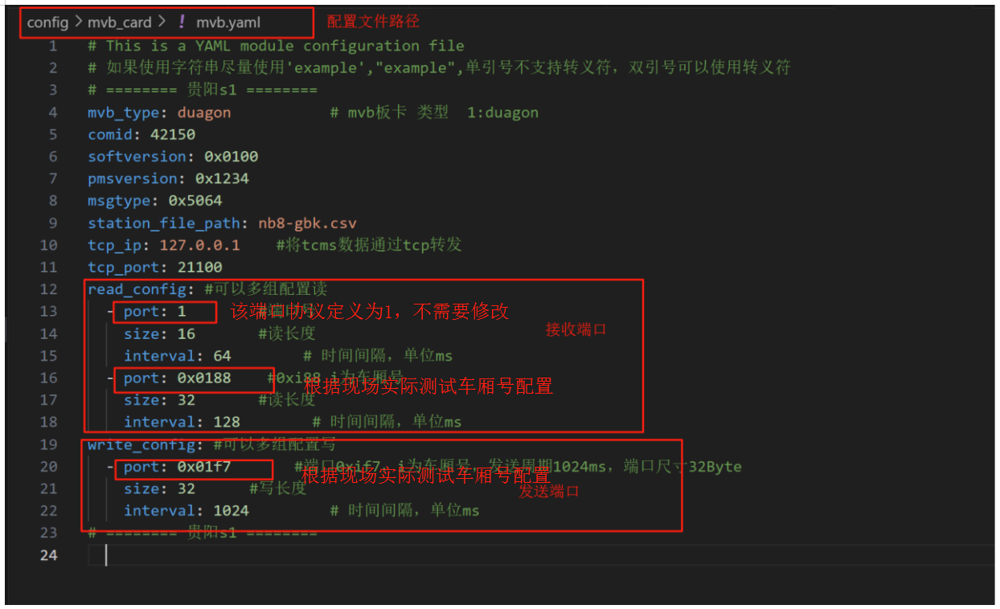 config > mvb_card > ! mvb.yaml 配置文件路径
1 # This is a YAML module configuration file
2 # 如果使用字符串尽量使用'example',"example",单引号不支持转义符，双引号可以使用转义符
3 # ======== 贵阳s1 ========
4 mvb_type: duagon # mvb板卡 类型 1:duagon
5 comid: 42150
6 softversion: 0x0100
7 pmsversion: 0x1234
8 msgtype: 0x5064
9 station_file_path: nb8-gbk.csv
10 tcp_ip: 127.0.0.1 #将tcms数据通过tcp转发
11 tcp_port: 21100
12 read_config: #可以多组配置读
13 - port: 1 #端口号 该端口协议定义为1，不需要修改
14 size: 16 #读长度 接收端口
15 interval: 64 # 时间间隔，单位ms
16 - port: 0x0188 #0xi88 i为车厢号 根据现场实际测试车厢号配置
17 size: 32 #读长度
18 interval: 128 # 时间间隔，单位ms
19 write_config: #可以多组配置写
20 - port: 0x01f7 #端口0xif7，i为车厢号，发送周期1024ms，端口尺寸32Byte 根据现场实际测试车厢号配置
21 size: 32 #写长度 发送端口
22 interval: 1024 # 时间间隔，单位ms
23 # ======== 贵阳s1 ========
24